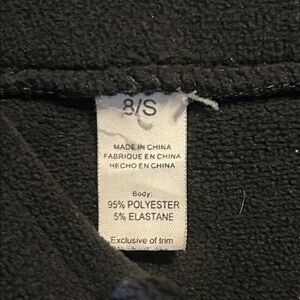 8/S
MADE IN CHINA
FABRIQUE EN CHINA
HECHO EN CHINA
Body:
95% POLYESTER
5% ELASTANE
Exclusive of trim